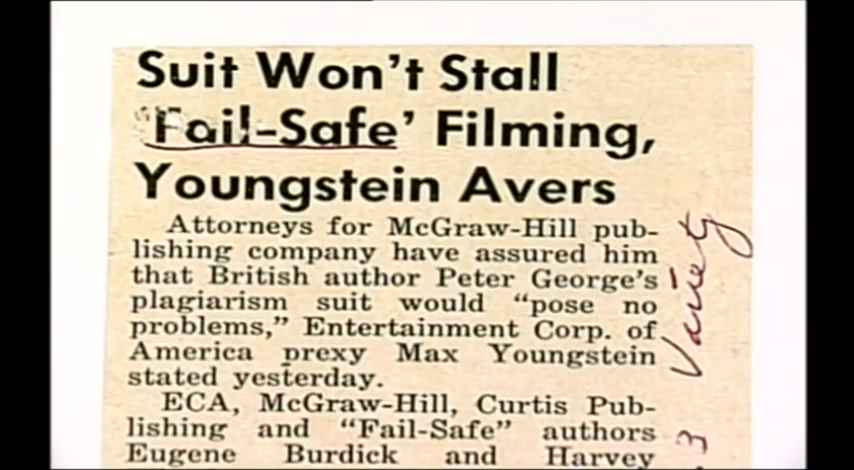 Suit Won't Stall
'Fail-Safe' Filming,
Youngstein Avers
Attorneys for McGraw-Hill pub-
lishing company have assured him
that British author Peter George's
plagiarism suit would "pose no
problems," Entertainment Corp. of
America prexy Max Youngstein
stated yesterday.
ECA, McGraw-Hill, Curtis Pub-
lishing and "Fail-Safe" authors
Eugene Burdick and Harvey
Variety
3